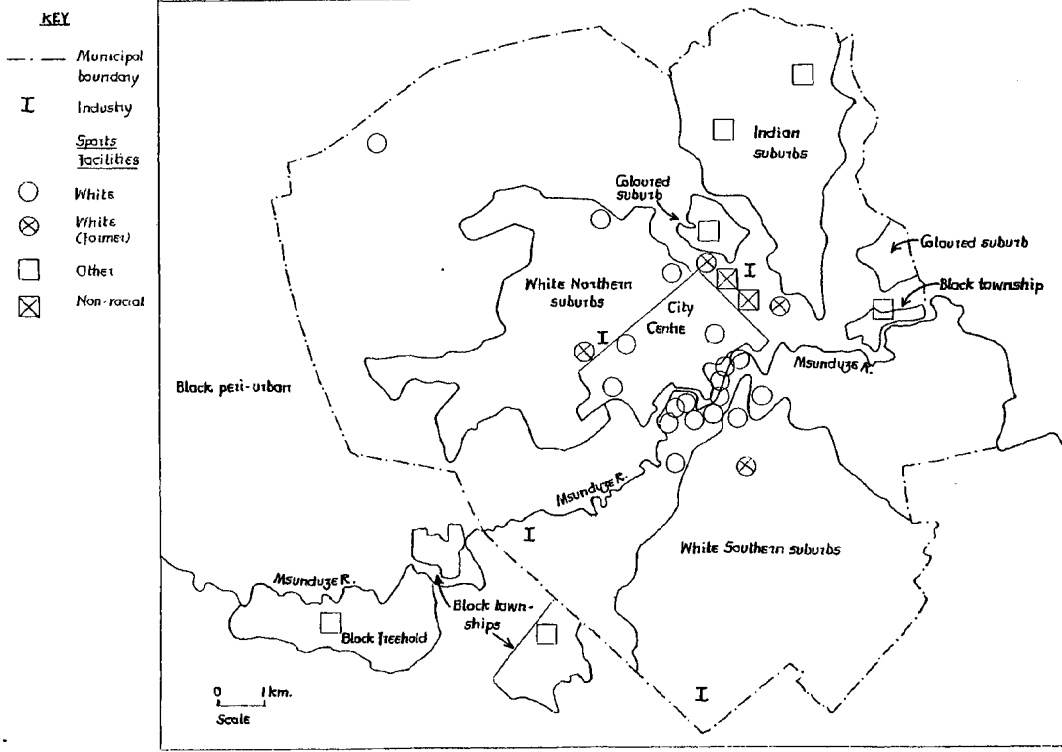 KEY
Municipal
boundary
I Industry
Sports
facilities
White
White
(former)
Other
Non-racial
Indian
suburbs
Coloured
suburb
Coloured suburb
I
Black township
White Northern
suburbs
City
Centre
I
Msunduze R.
Black peri-urban
Msunduze R.
I
White Southern suburbs
Msunduze R.
Black town-
ships
Black freehold
I
0 1 km.
Scale